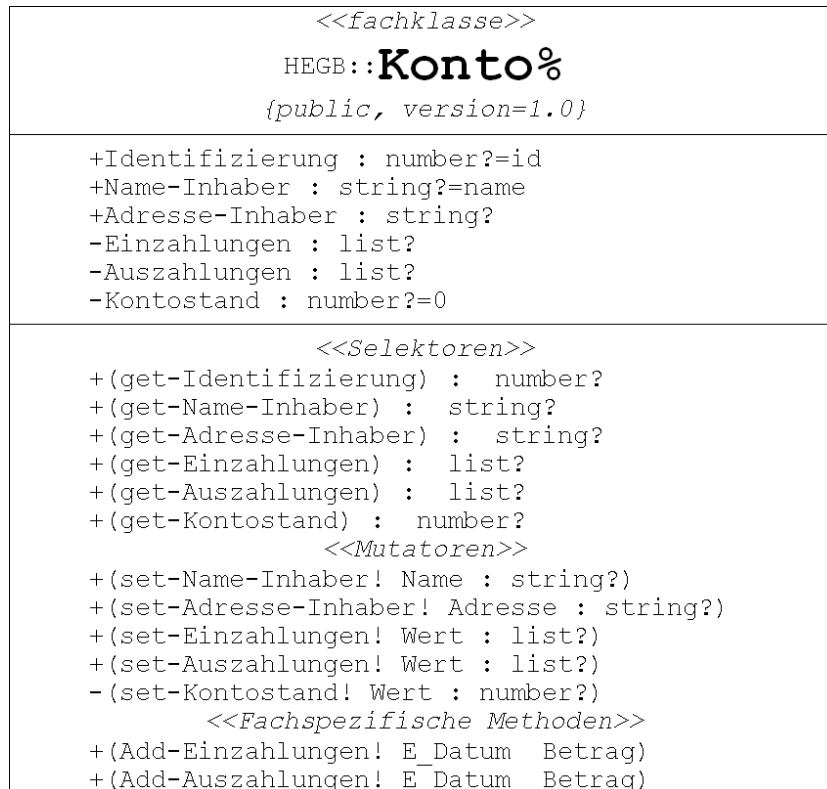 <<fachklasse>>
HEGB::Konto%
{public, version=1.0}
+Identifizierung : number?=id
+Name-Inhaber : string?=name
+Adresse-Inhaber : string?
-Einzahlungen : list?
-Auszahlungen : list?
-Kontostand : number?=0
<<Selektoren>>
+(get-Identifizierung) :  number?
+(get-Name-Inhaber) :  string?
+(get-Adresse-Inhaber) :  string?
+(get-Einzahlungen) :  list?
+(get-Auszahlungen) :  list?
+(get-Kontostand) :  number?
<<Mutatoren>>
+(set-Name-Inhaber! Name : string?)
+(set-Adresse-Inhaber! Adresse : string?)
+(set-Einzahlungen! Wert : list?)
+(set-Auszahlungen! Wert : list?)
-(set-Kontostand! Wert : number?)
<<Fachspezifische Methoden>>
+(Add-Einzahlungen! E_Datum  Betrag)
+(Add-Auszahlungen! E_Datum  Betrag)